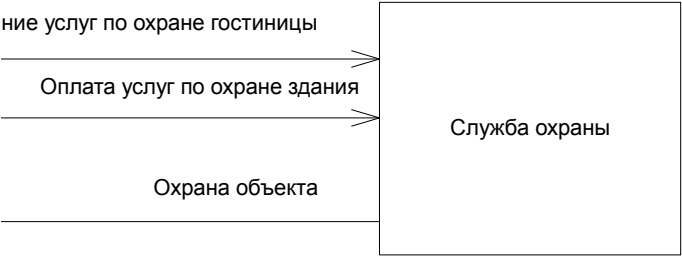 ние услуг по охране гостиницы
Оплата услуг по охране здания
Служба охраны
Охрана объекта